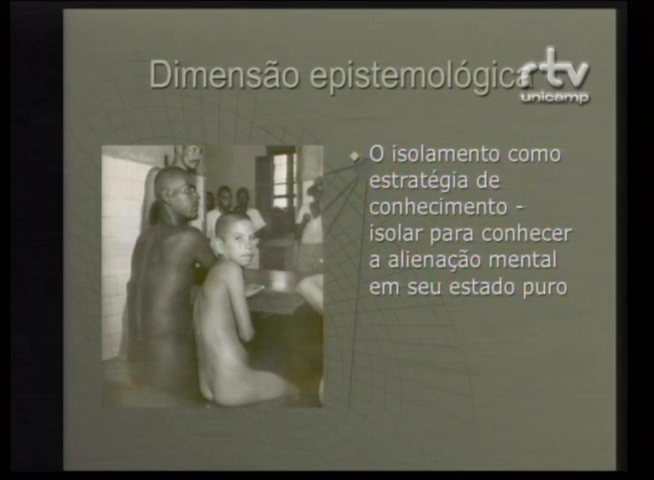 Dimensão epistemológica
rtv
unicamp
O isolamento como
estratégia de
conhecimento -
isolar para conhecer
a alienação mental
em seu estado puro